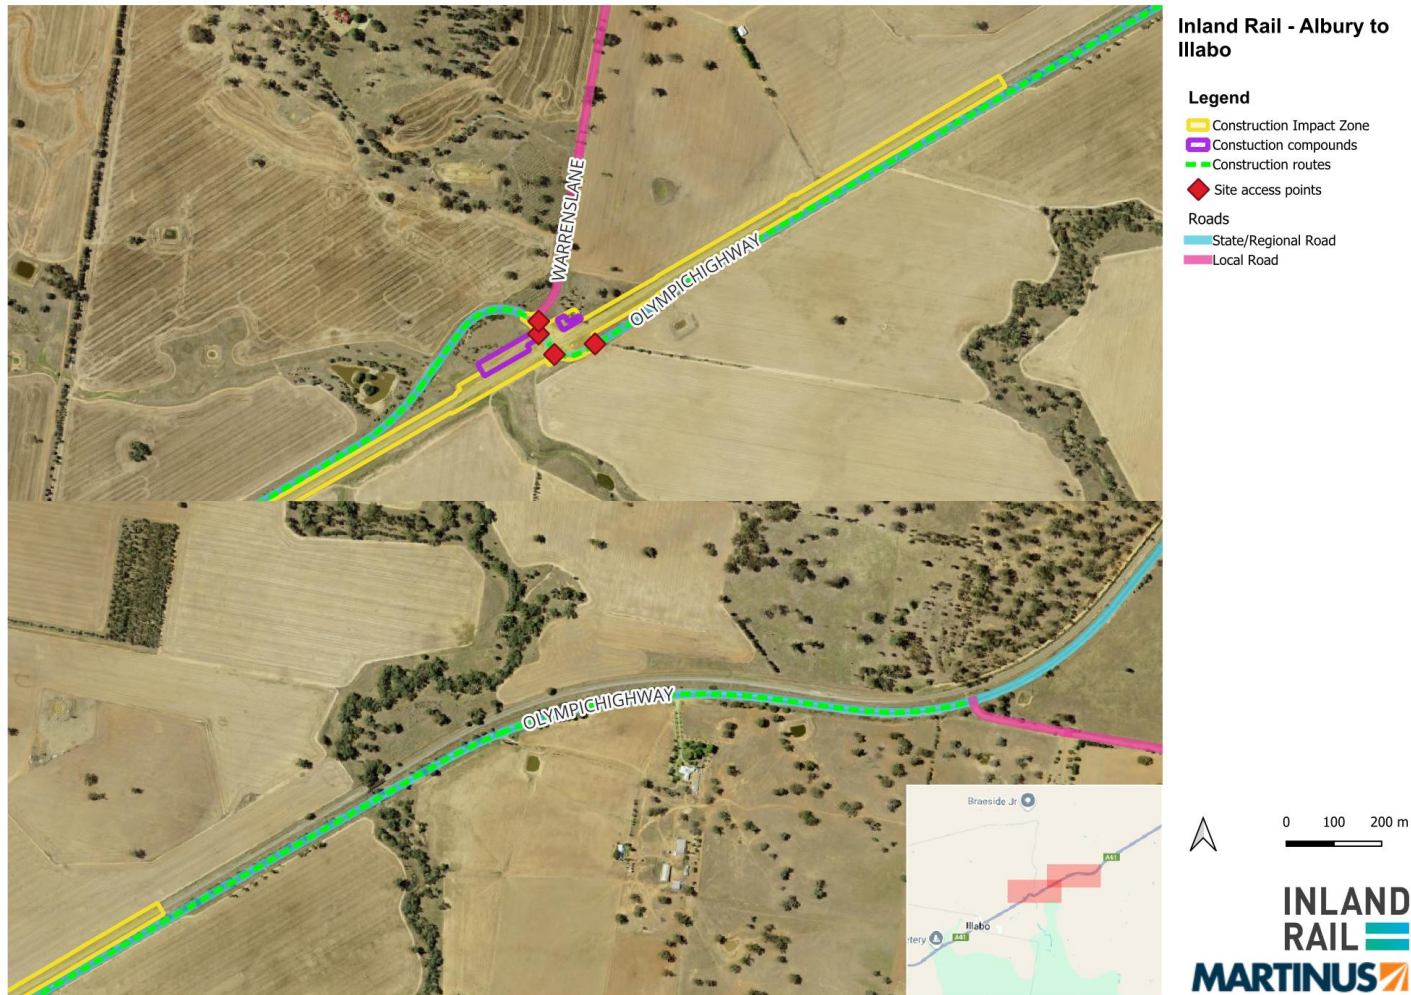 Inland Rail - Albury to
Illabo
Legend
Construction Impact Zone
Constuction compounds
Construction routes
Site access points
Roads
State/Regional Road
Local Road
WARRENSLANE
OLYMPICHIGHWAY
OLYMPICHIGHWAY
Braeside Jr
A41
Illabo
tery
A41
0 100 200 m
INLAND
RAIL
MARTINUS